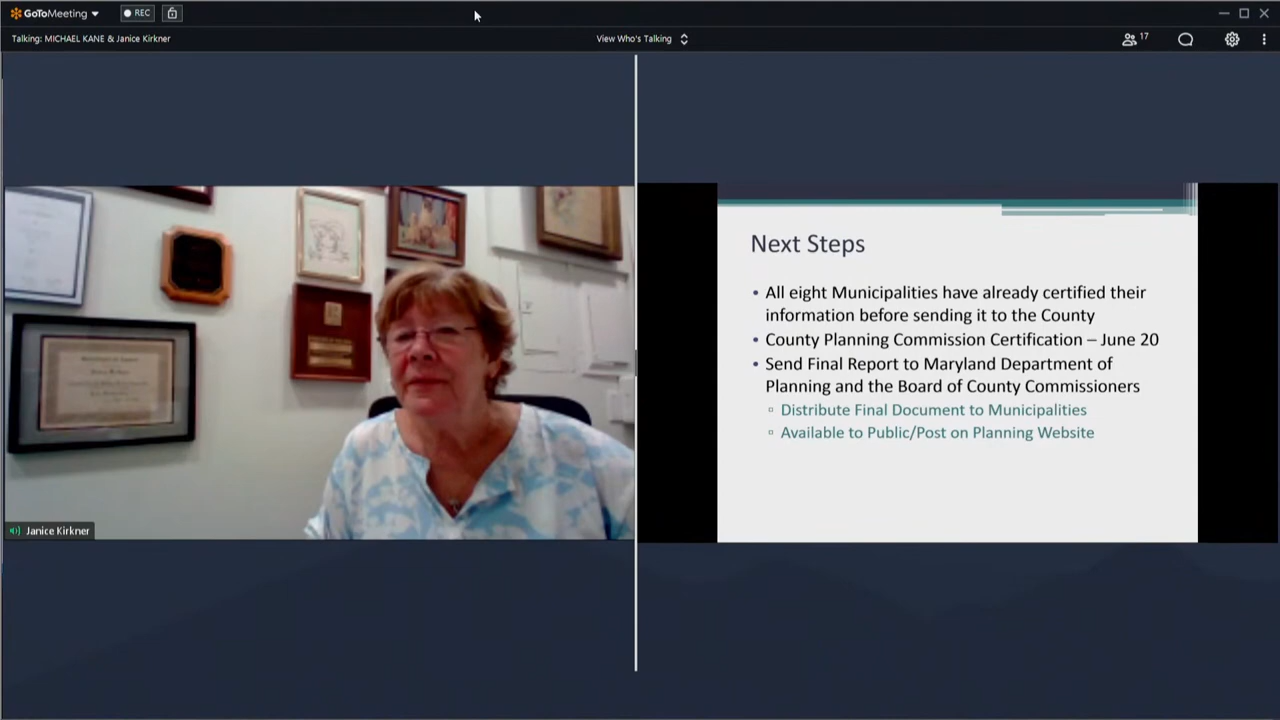 GoToMeeting
REC
Talking: MICHAEL KANE & Janice Kirkner
View Who's Talking
17
Janice Kirkner
Next Steps
• All eight Municipalities have already certified their
information before sending it to the County
• County Planning Commission Certification – June 20
• Send Final Report to Maryland Department of
Planning and the Board of County Commissioners
▫ Distribute Final Document to Municipalities
▫ Available to Public/Post on Planning Website